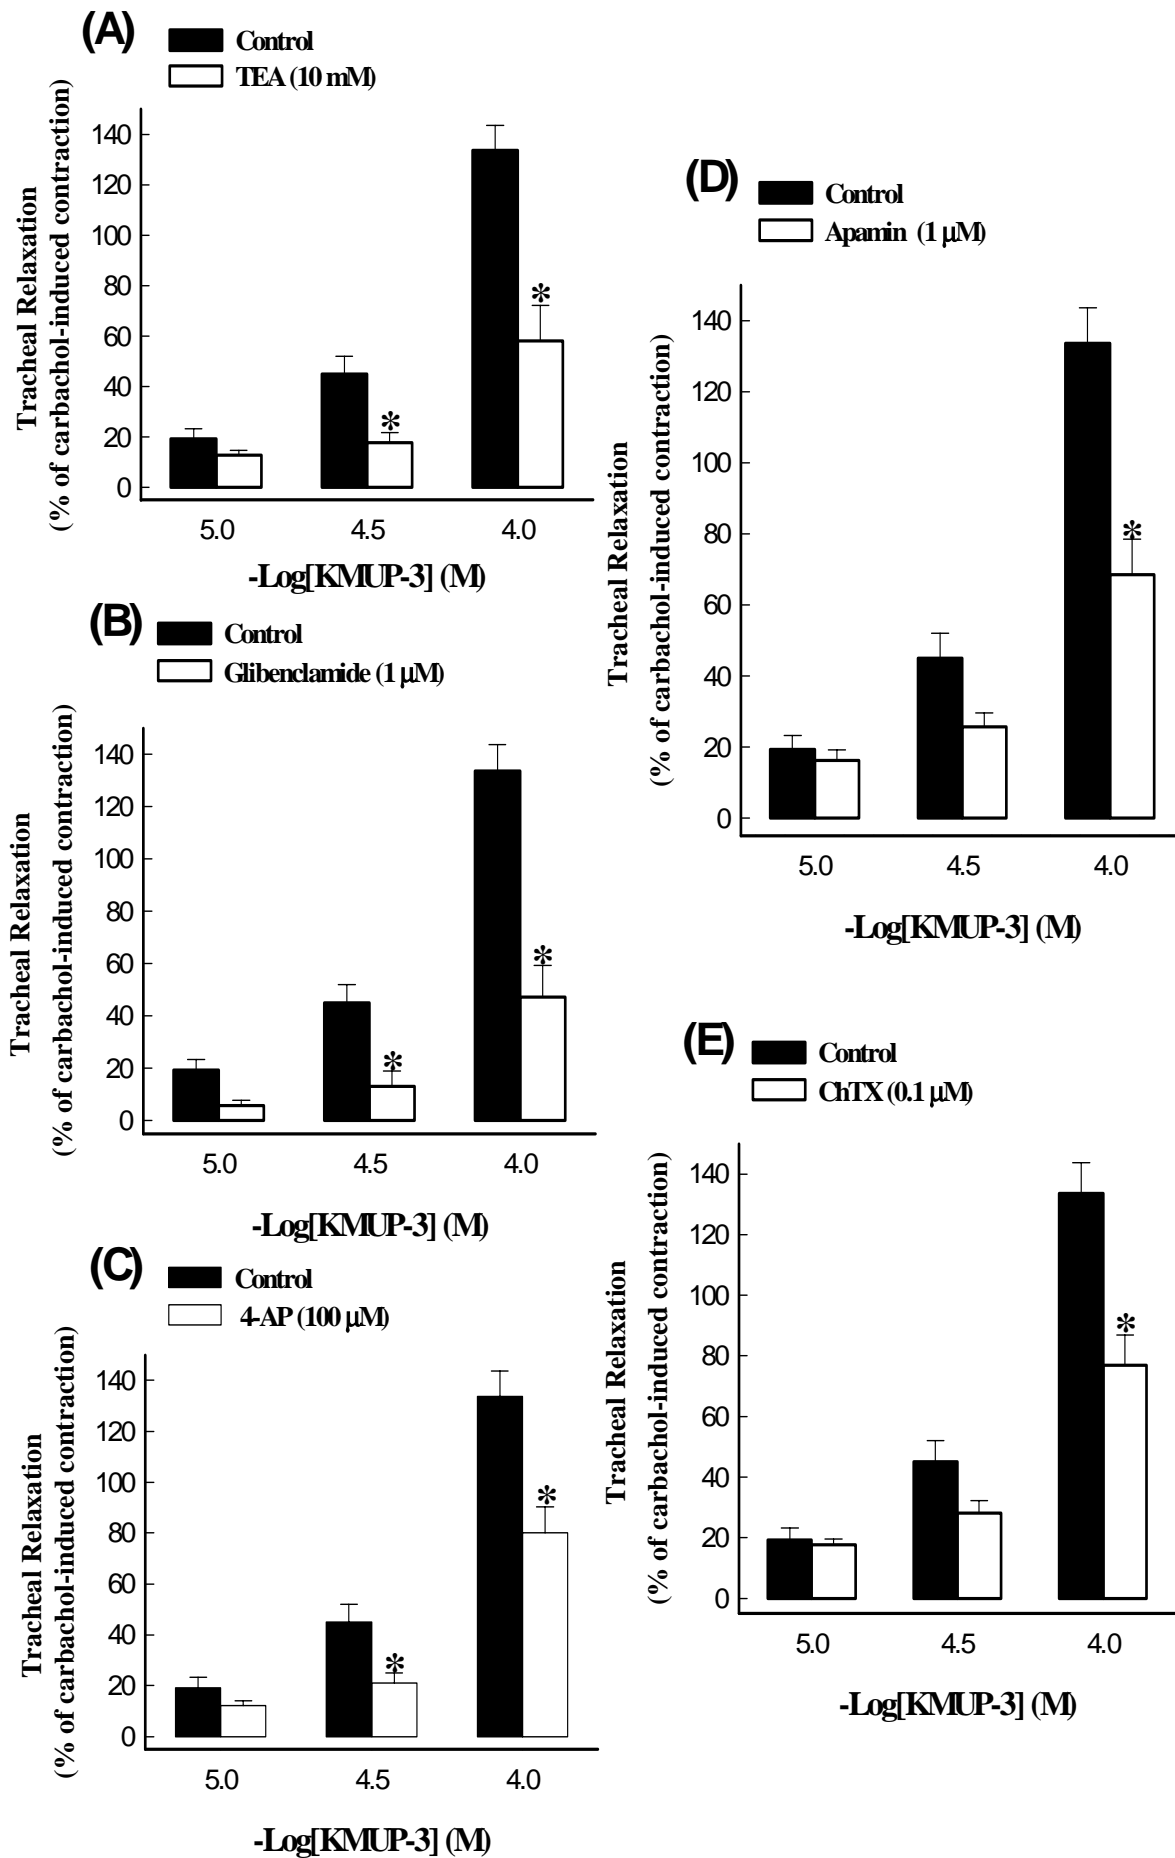 (A)
Control
TEA (10 mM)
Tracheal Relaxation
(% of carbachol-induced contraction)
140
120
100
80
60
40
20
0
*
*
5.0 4.5 4.0
-Log[KMUP-3] (M)
(B)
Control
Glibenclamide (1 μM)
Tracheal Relaxation
(% of carbachol-induced contraction)
140
120
100
80
60
40
20
0
*
*
5.0 4.5 4.0
-Log[KMUP-3] (M)
(C)
Control
4-AP (100 μM)
Tracheal Relaxation
(% of carbachol-induced contraction)
140
120
100
80
60
40
20
0
*
*
5.0 4.5 4.0
-Log[KMUP-3] (M)
(D)
Control
Apamin (1 μM)
Tracheal Relaxation
(% of carbachol-induced contraction)
140
120
100
80
60
40
20
0
*
5.0 4.5 4.0
-Log[KMUP-3] (M)
(E)
Control
ChTX (0.1 μM)
Tracheal Relaxation
(% of carbachol-induced contraction)
140
120
100
80
60
40
20
0
*
5.0 4.5 4.0
-Log[KMUP-3] (M)